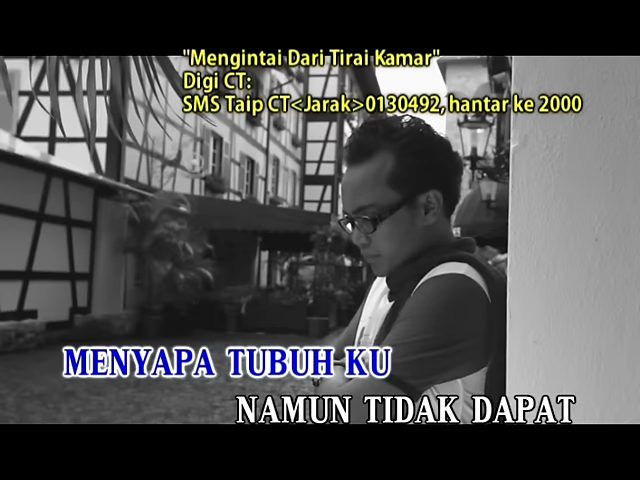 "Mengintai Dari Tirai Kamar"
Digi CT:
SMS Taip CT<Jarak>0130492, hantar ke 2000
MENYAPA TUBUH KU
NAMUN TIDAK DAPAT